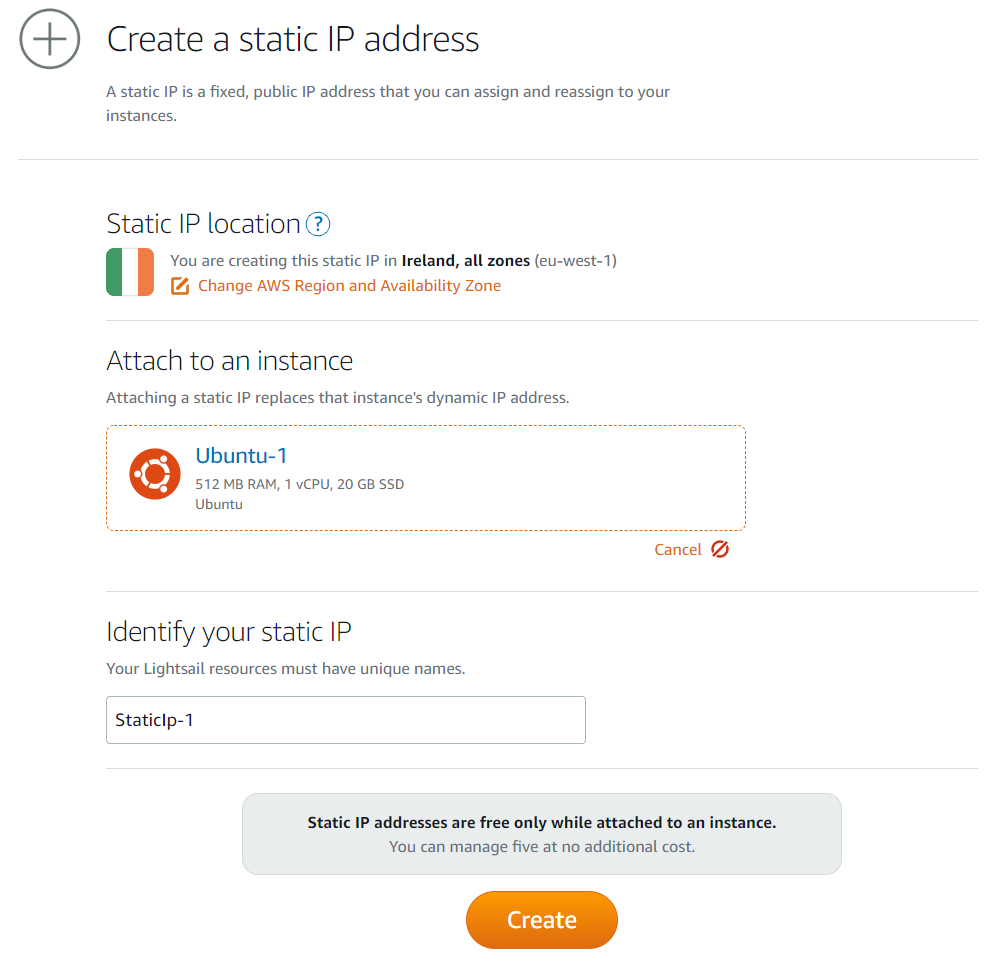 Create a static IP address
A static IP is a fixed, public IP address that you can assign and reassign to your
instances.
Static IP location ?
You are creating this static IP in Ireland, all zones (eu-west-1)
Change AWS Region and Availability Zone
Attach to an instance
Attaching a static IP replaces that instance's dynamic IP address.
Ubuntu-1
512 MB RAM, 1 vCPU, 20 GB SSD
Ubuntu
Cancel
Identify your static IP
Your Lightsail resources must have unique names.
StaticIp-1
Static IP addresses are free only while attached to an instance.
You can manage five at no additional cost.
Create